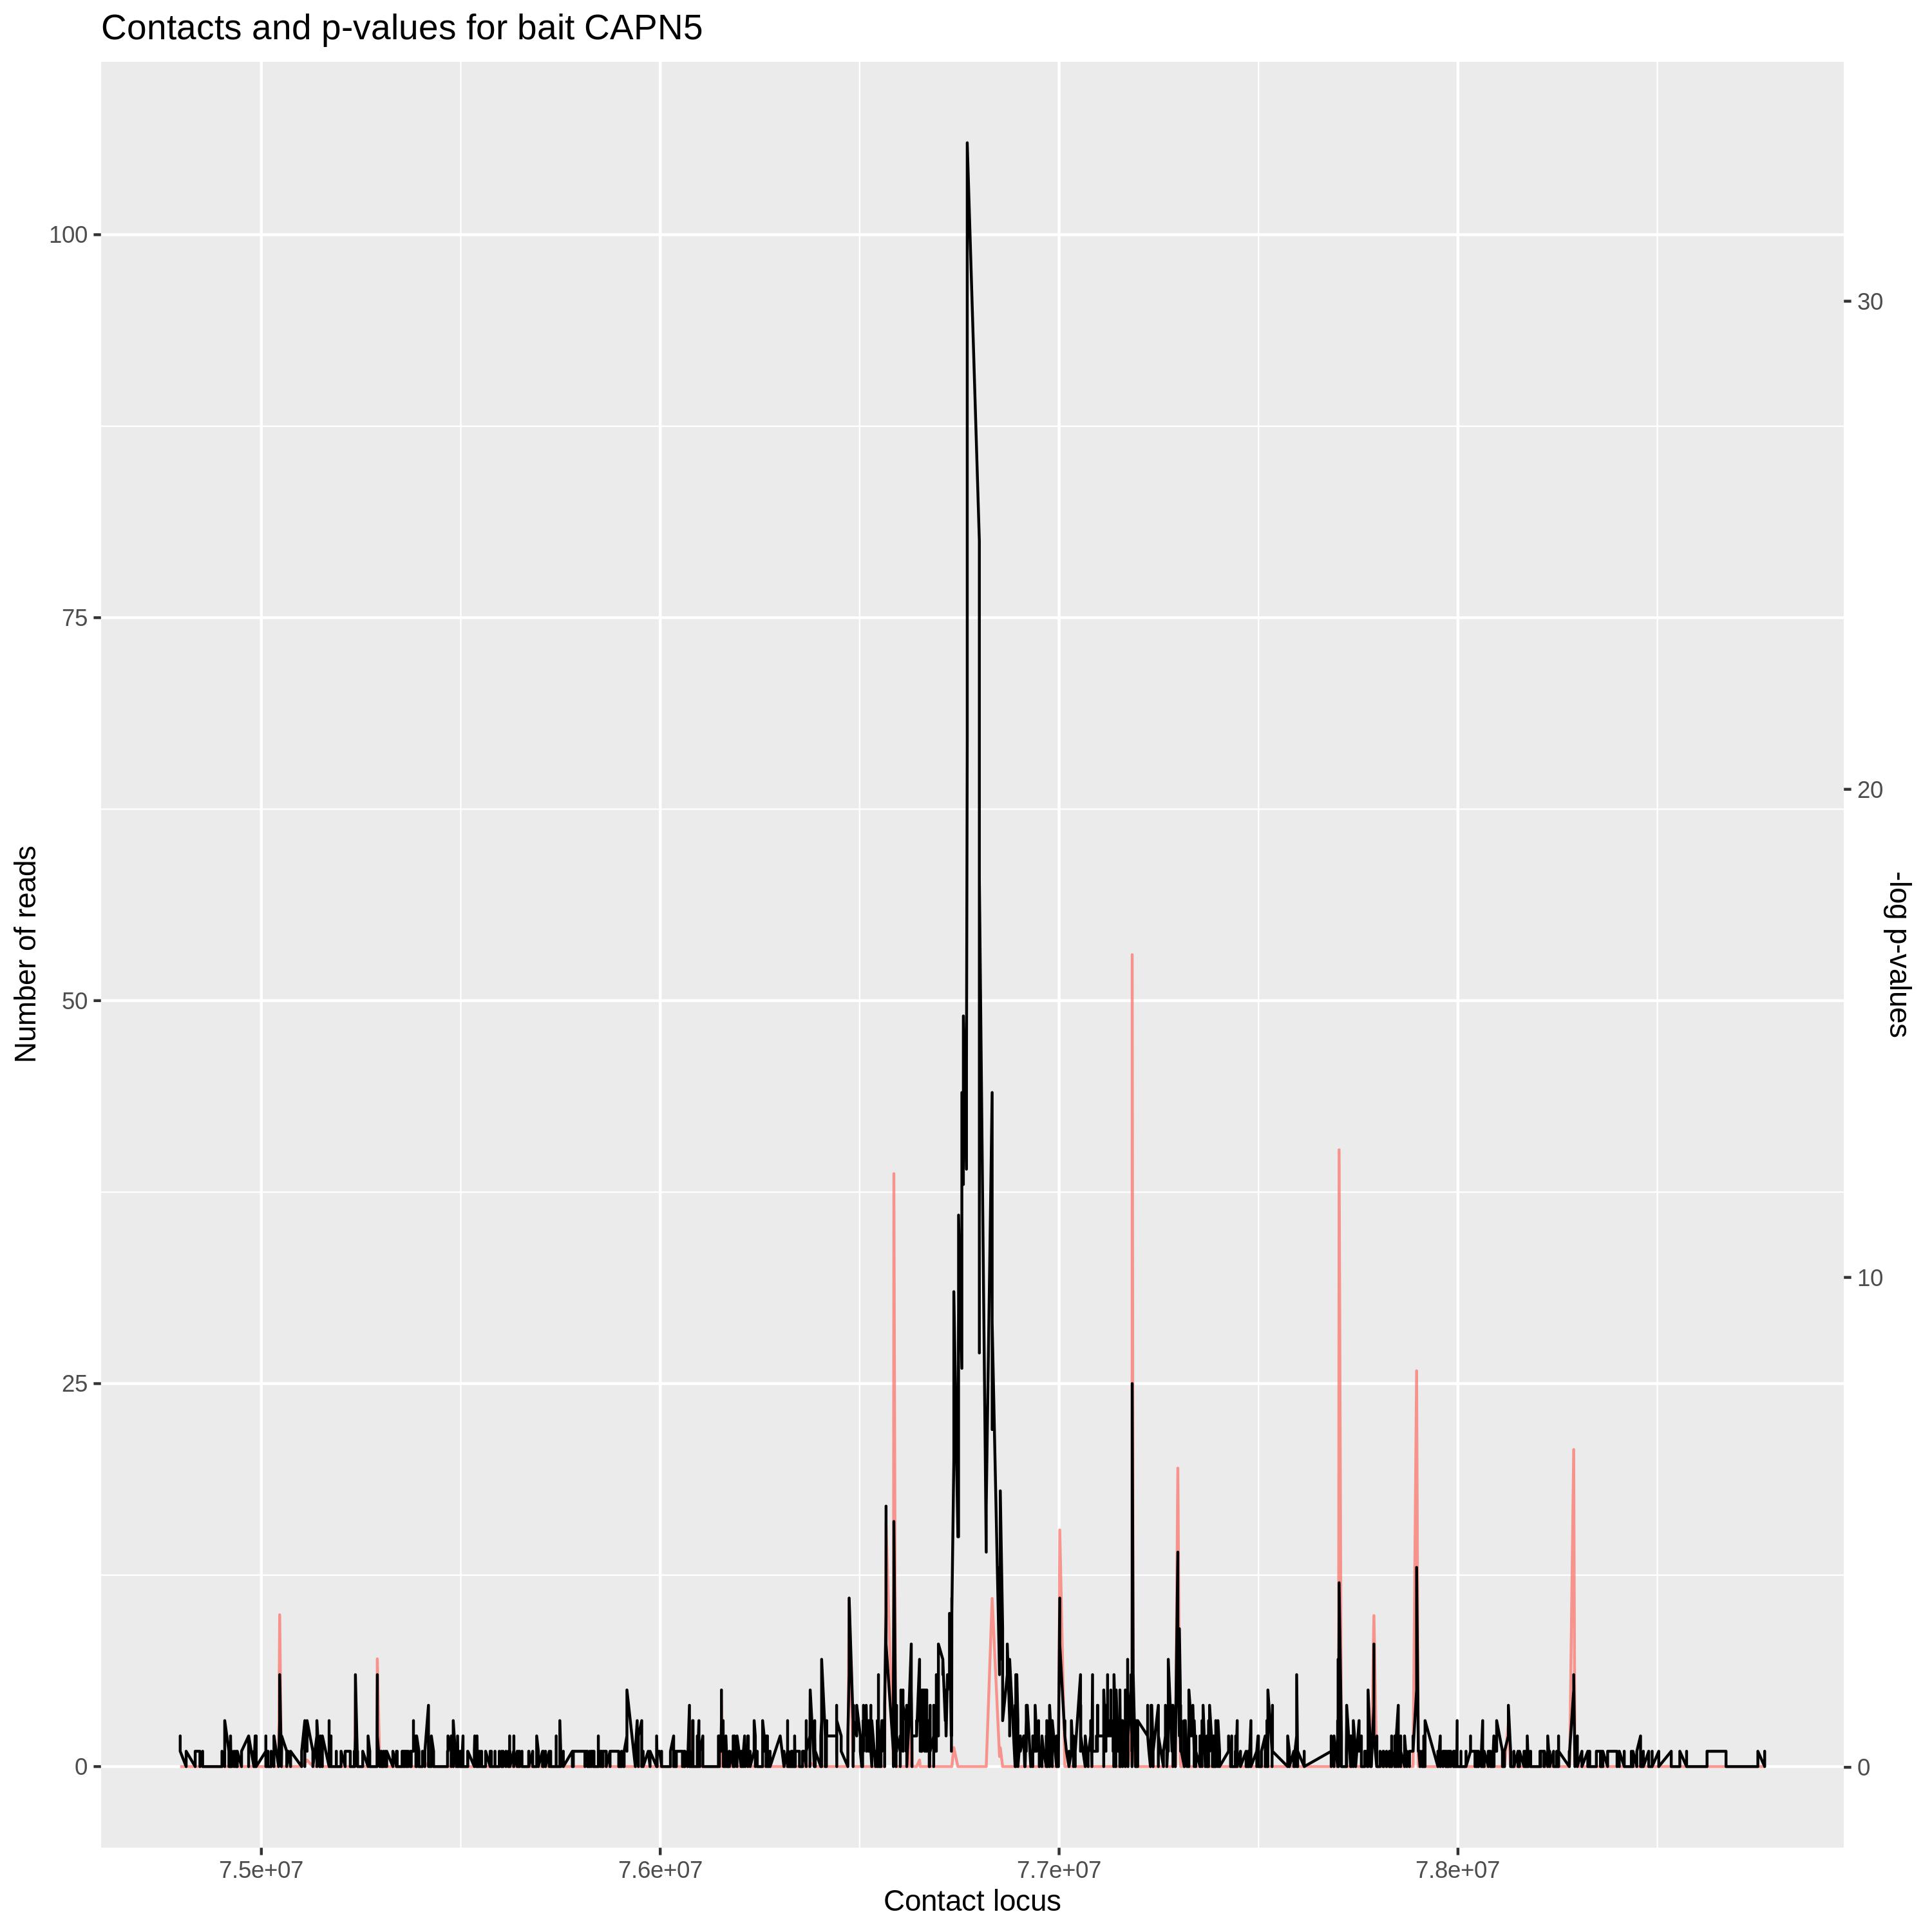 Contacts and p-values for bait CAPN5
100
75
50
25
0
Number of reads
30
20
10
0
-log p-values
7.5e+07
7.6e+07
7.7e+07
7.8e+07
Contact locus